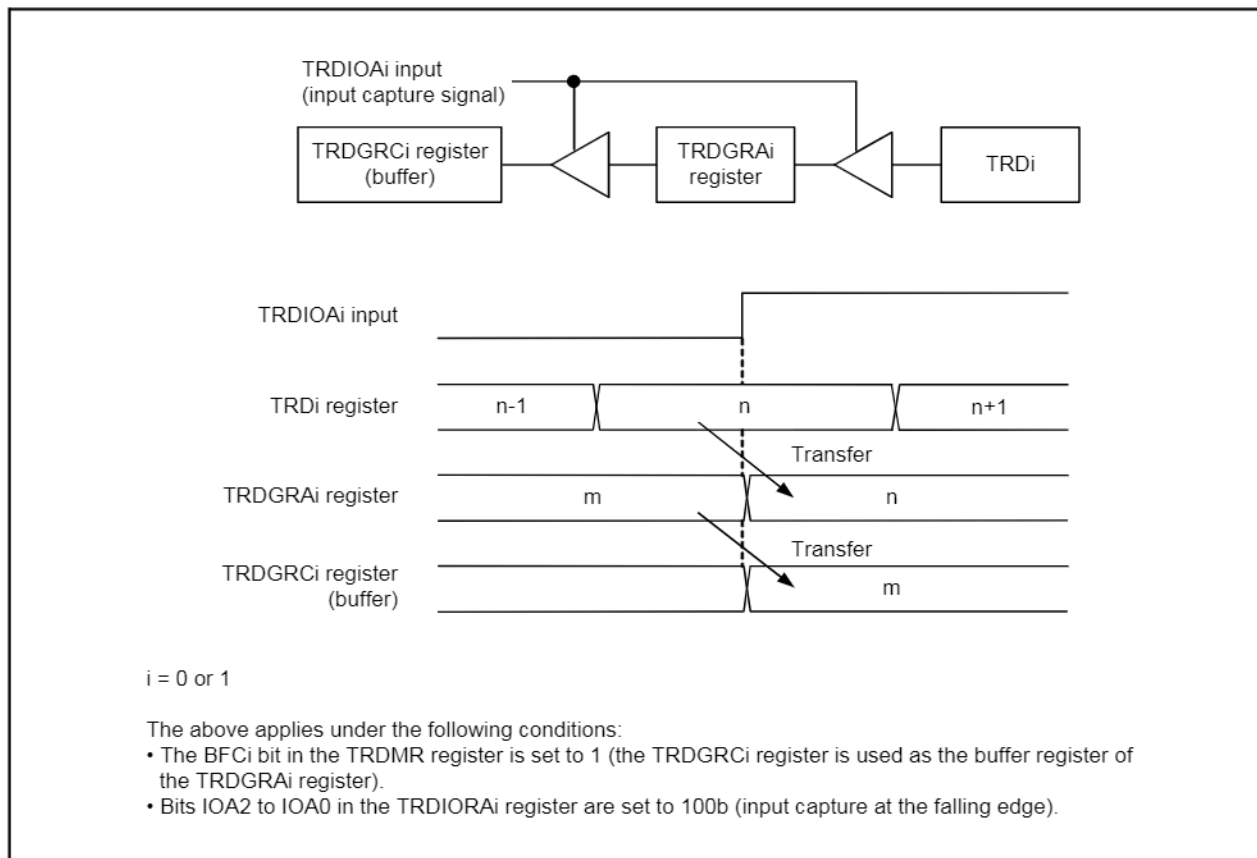 TRDIOAi input
(input capture signal)
TRDGRCi register
(buffer)
TRDGRAi
register
TRDi
TRDIOAi input
TRDi register
n-1
n
n+1
Transfer
TRDGRAi register
m
n
Transfer
TRDGRCi register
(buffer)
m
i = 0 or 1
The above applies under the following conditions:
• The BFCi bit in the TRDMR register is set to 1 (the TRDGRCi register is used as the buffer register of
the TRDGRAi register).
• Bits IOA2 to IOA0 in the TRDIORAi register are set to 100b (input capture at the falling edge).